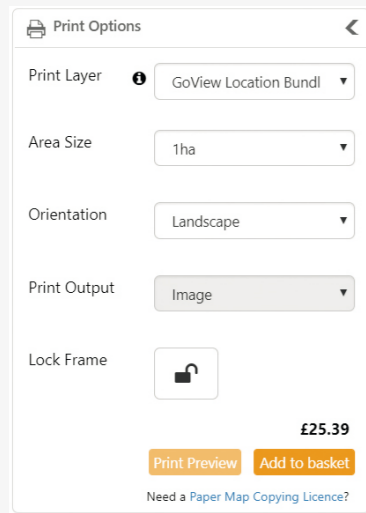 Print Options
Print Layer GoView Location Bundl
Area Size 1ha
Orientation Landscape
Print Output Image
Lock Frame
£25.39
Print Preview Add to basket
Need a Paper Map Copying Licence?